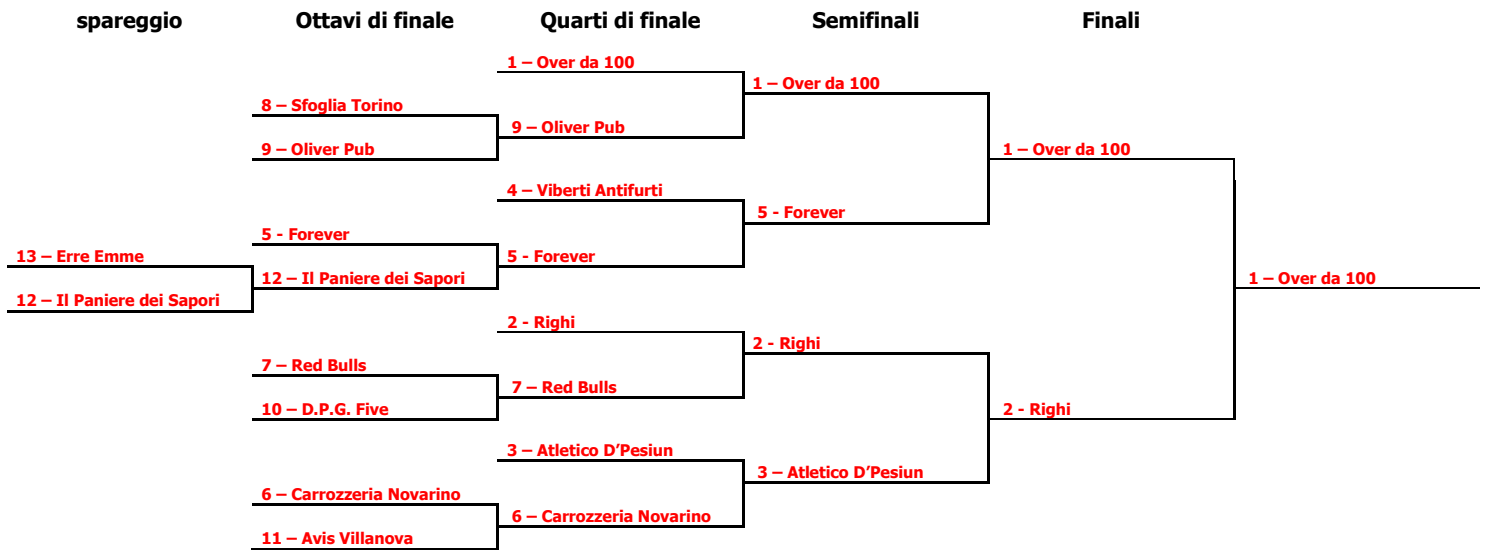 spareggio
Ottavi di finale
Quarti di finale
Semifinali
Finali
13 – Erre Emme
12 – Il Paniere dei Sapori
8 – Sfoglia Torino
9 – Oliver Pub
5 - Forever
12 – Il Paniere dei Sapori
7 – Red Bulls
10 – D.P.G. Five
6 – Carrozzeria Novarino
11 – Avis Villanova
1 – Over da 100
9 – Oliver Pub
4 – Viberti Antifurti
5 - Forever
2 - Righi
7 – Red Bulls
3 – Atletico D’Pesiun
6 – Carrozzeria Novarino
1 – Over da 100
5 - Forever
2 - Righi
3 – Atletico D’Pesiun
1 – Over da 100
2 - Righi
1 – Over da 100